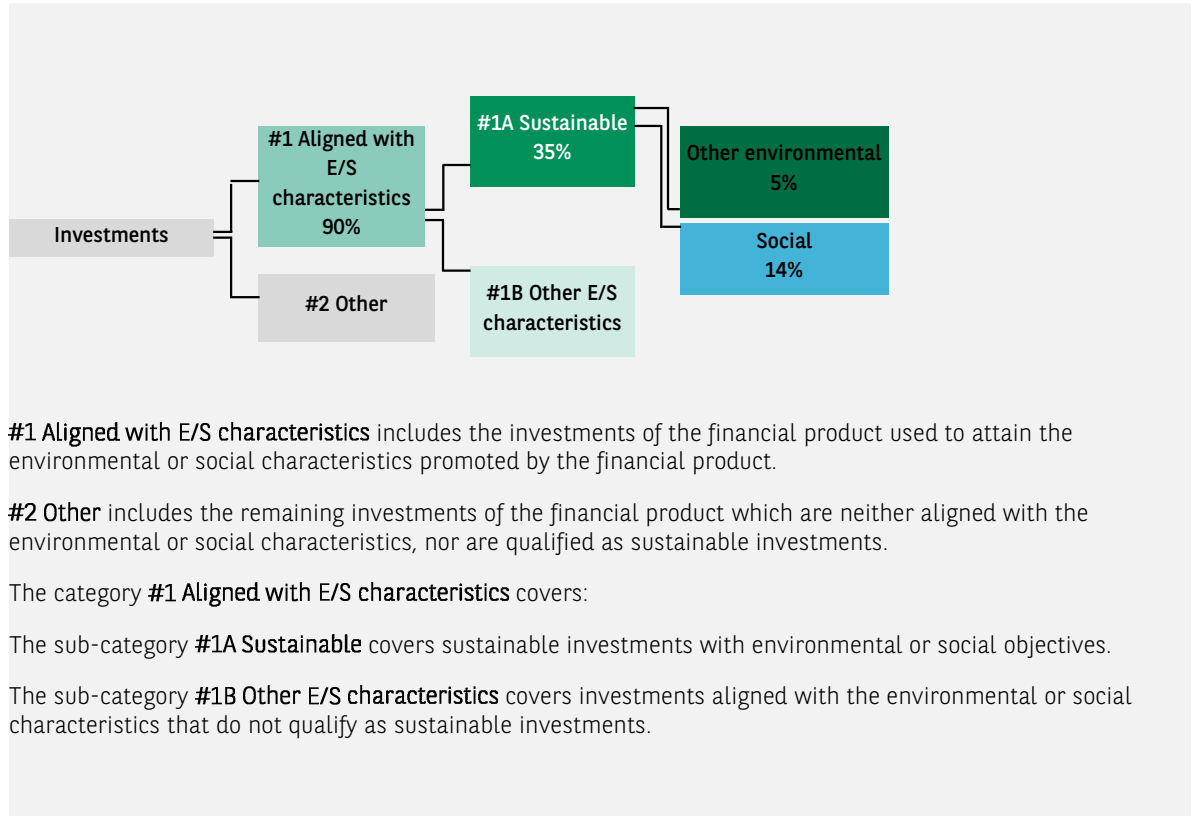 #1A Sustainable
35%
#1 Aligned with
E/S
characteristics
90%
Other environmental
5%
Investments
Social
14%
#2 Other
#1B Other E/S
characteristics
#1 Aligned with E/S characteristics includes the investments of the financial product used to attain the
environmental or social characteristics promoted by the financial product.
#2 Other includes the remaining investments of the financial product which are neither aligned with the
environmental or social characteristics, nor are qualified as sustainable investments.
The category #1 Aligned with E/S characteristics covers:
The sub-category #1A Sustainable covers sustainable investments with environmental or social objectives.
The sub-category #1B Other E/S characteristics covers investments aligned with the environmental or social
characteristics that do not qualify as sustainable investments.